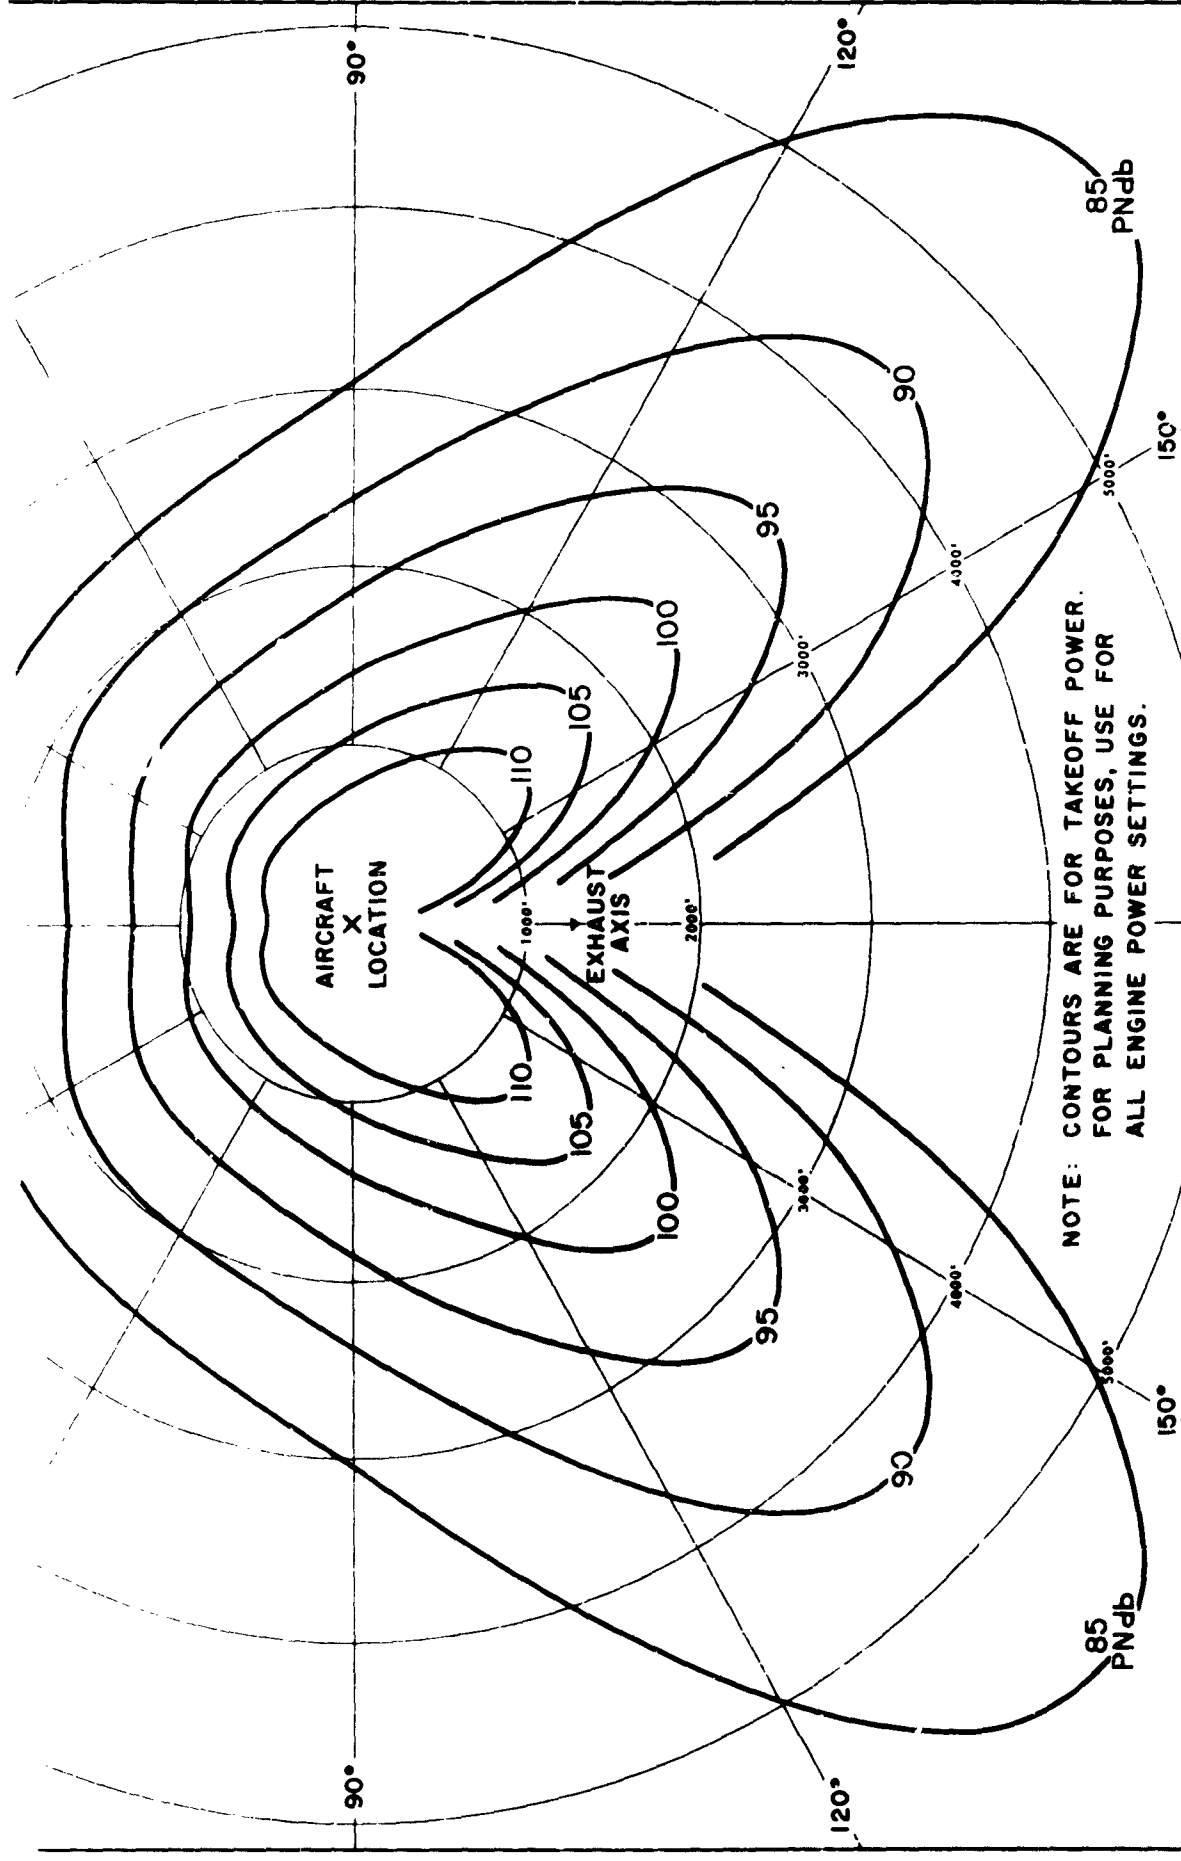 90°
90°
120°
120°
150°
150°
AIRCRAFT
X
LOCATION
EXHAUST
AXIS
1000'
2000'
3000'
4000'
5000'
3000'
4000'
5000'
110
105
100
95
90
85
PNdb
110
105
100
95
90
85
PNdb
NOTE: CONTOURS ARE FOR TAKEOFF POWER.
FOR PLANNING PURPOSES, USE FOR
ALL ENGINE POWER SETTINGS.